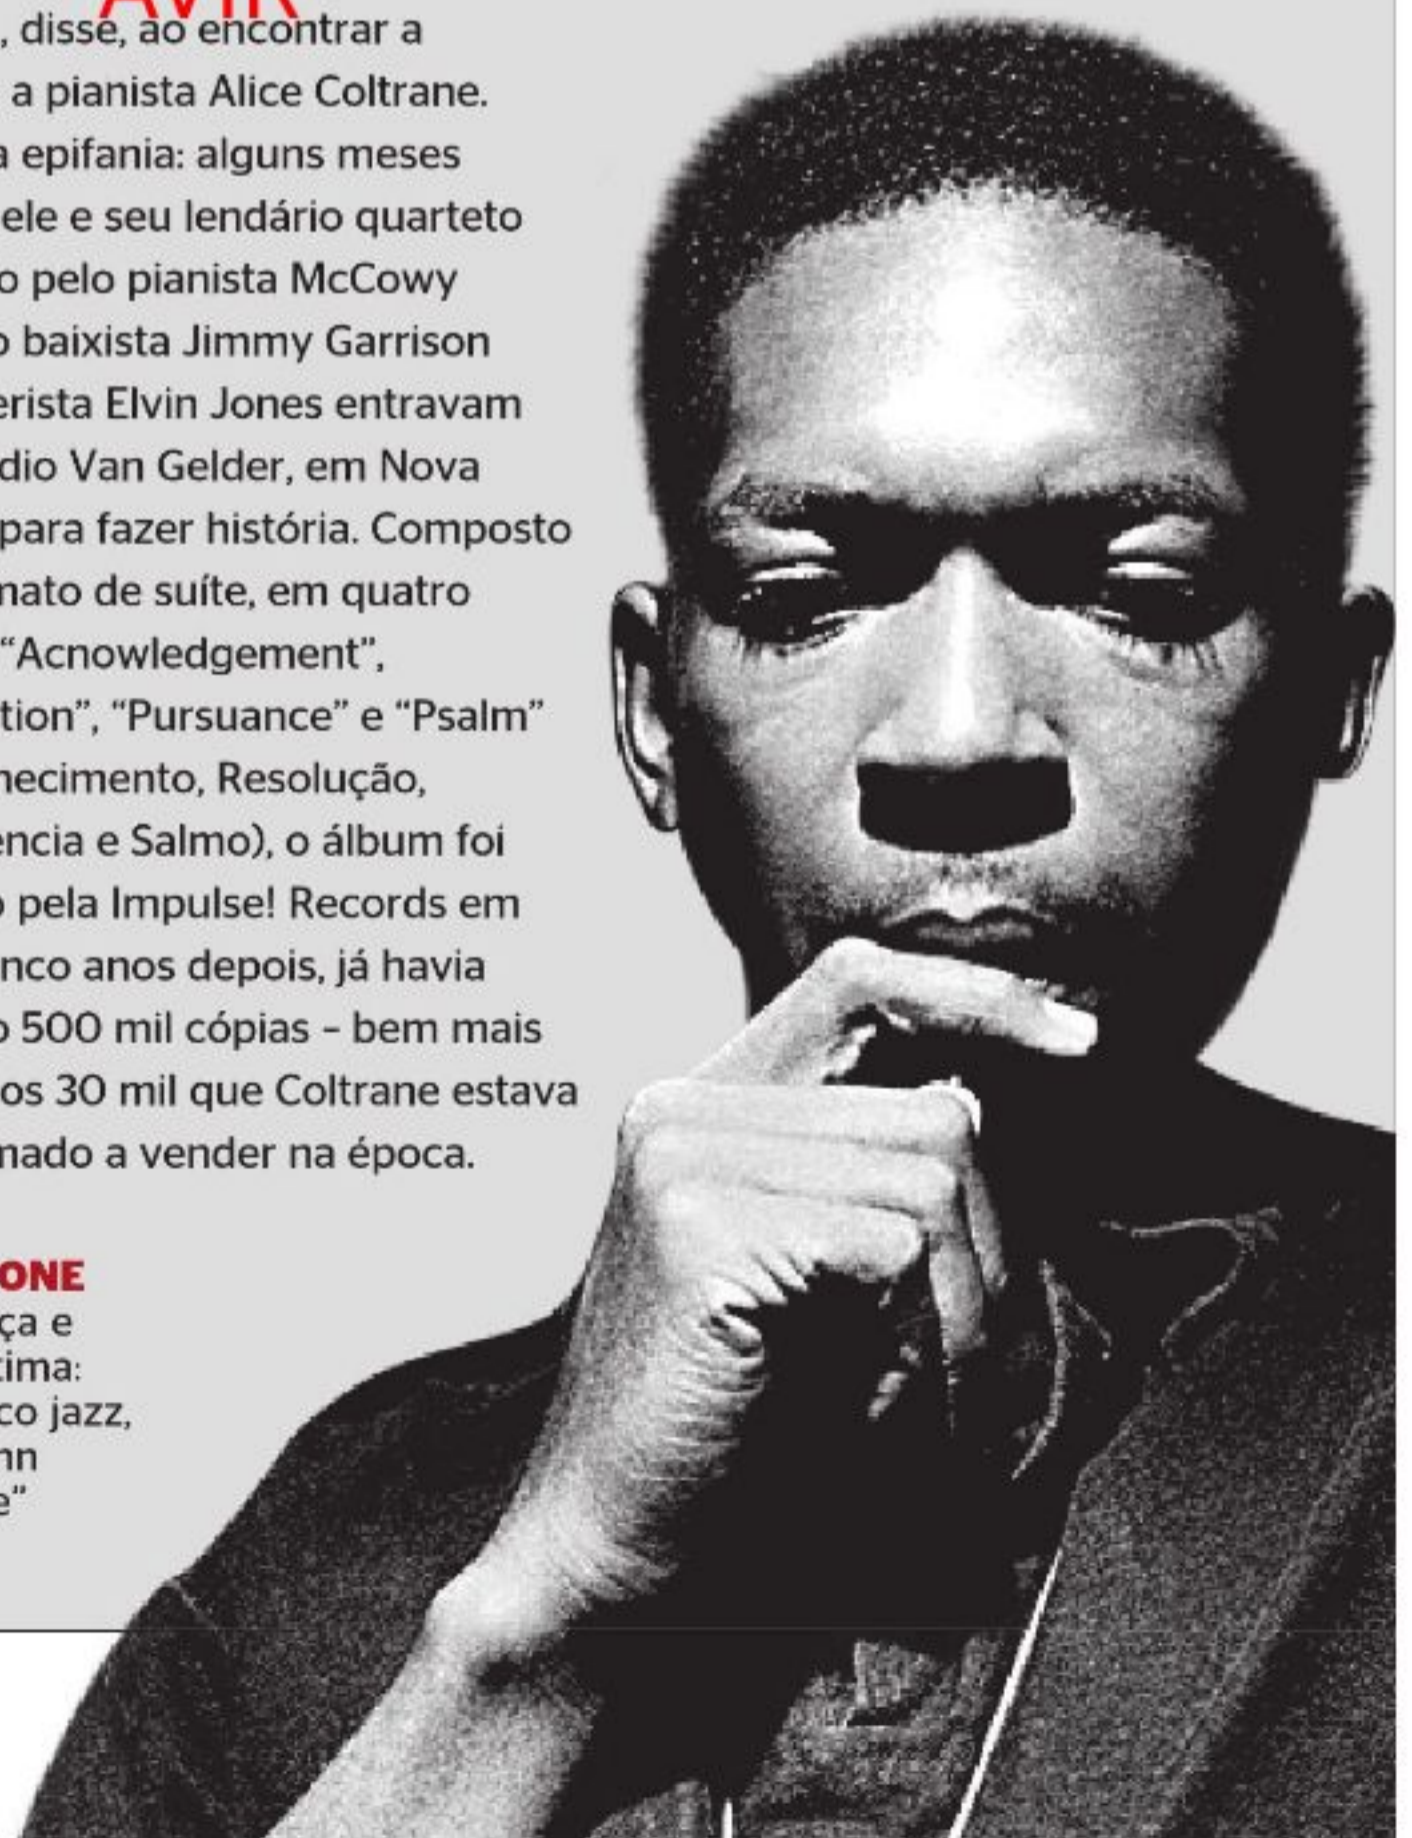 AVIR
, disse, ao encontrar a
a pianista Alice Coltrane.
a epifania: alguns meses
ele e seu lendário quarteto
o pelo pianista McCowy
o baixista Jimmy Garrison
erista Elvin Jones entravam
dio Van Gelder, em Nova
para fazer história. Composto
mato de suíte, em quatro
“Acnowledgement”,
tion”, “Pursuance” e “Psalm”
hecimento, Resolução,
encia e Salmo), o álbum foi
o pela Impulse! Records em
nco anos depois, já havia
o 500 mil cópias – bem mais
os 30 mil que Coltrane estava
mado a vender na época.
ONE
ça e
tima:
co jazz,
nn
e”